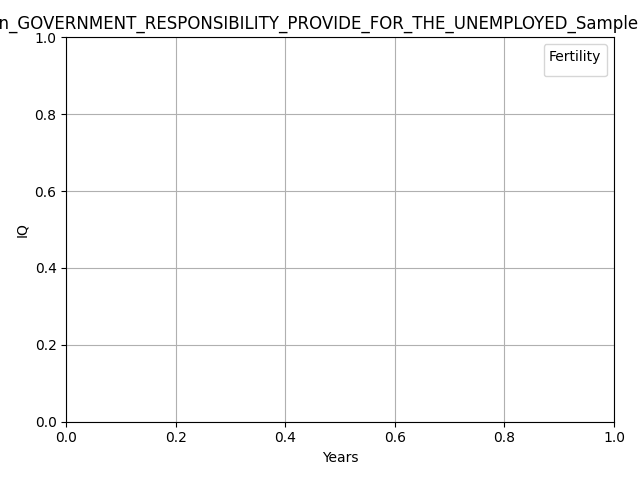 n_GOVERNMENT_RESPONSIBILITY_PROVIDE_FOR_THE_UNEMPLOYED_Sample
Fertility
1.0
0.8
0.6
0.4
0.2
0.0
IQ
0.0 0.2 0.4 0.6 0.8 1.0
Years